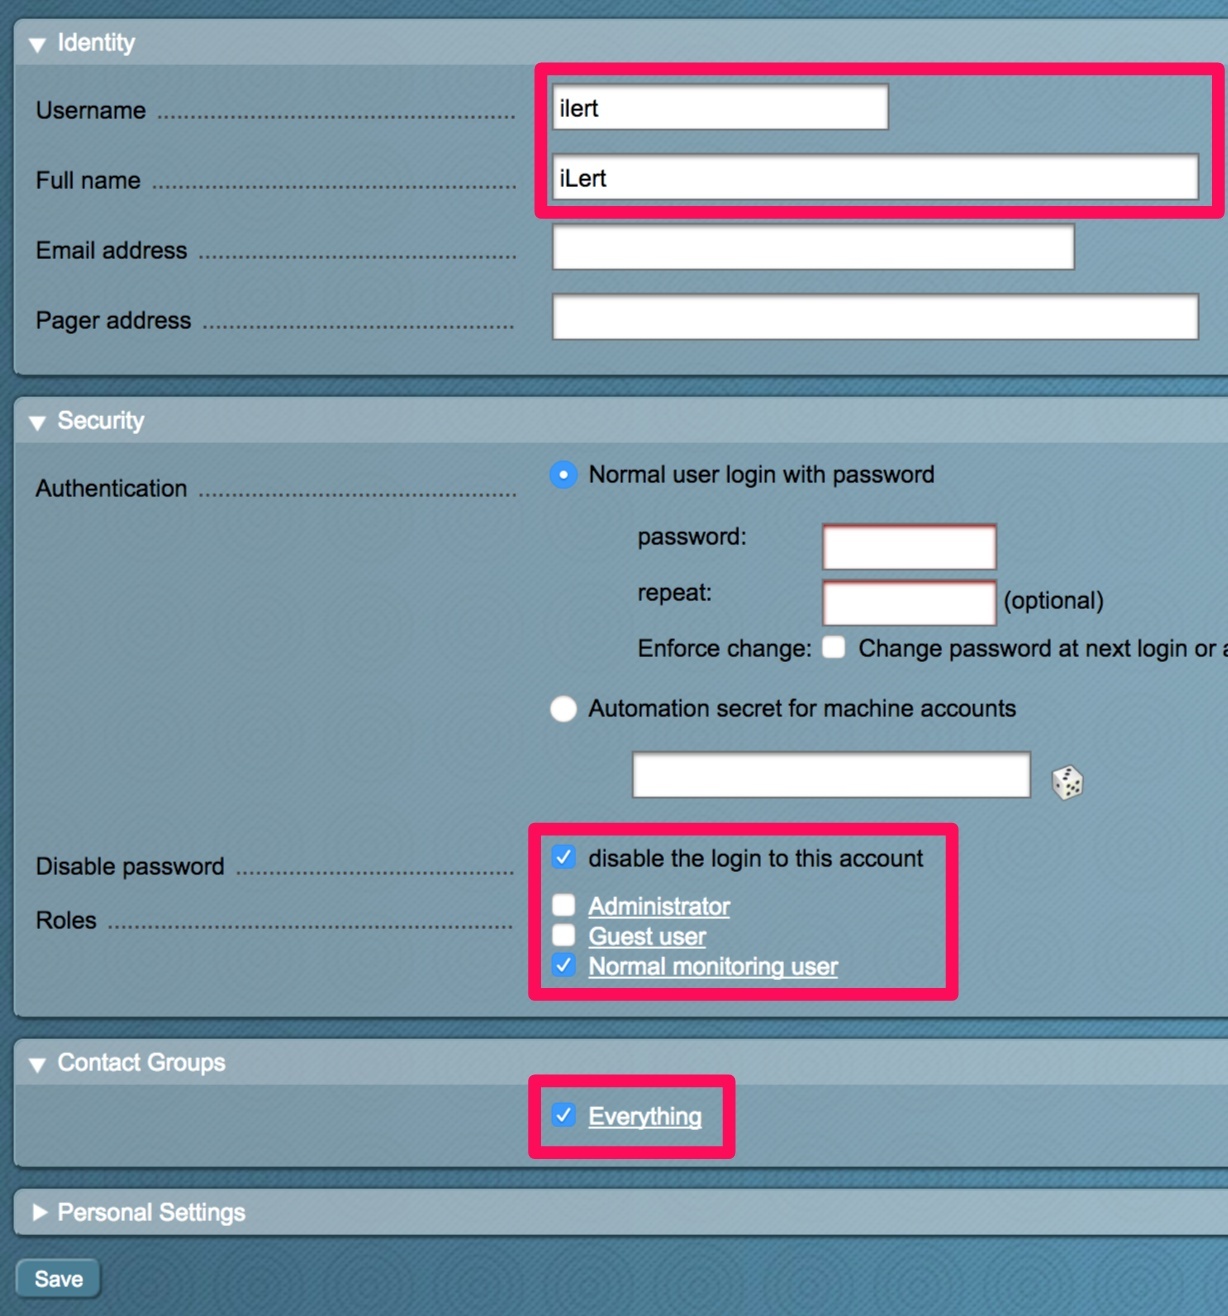 Identity
Username
ilert
Full name
iLert
Email address
Pager address
Security
Authentication
Normal user login with password
password:
repeat:
(optional)
Enforce change: Change password at next login or
Automation secret for machine accounts
Disable password
disable the login to this account
Roles
Administrator
Guest user
Normal monitoring user
Contact Groups
Everything
Personal Settings
Save